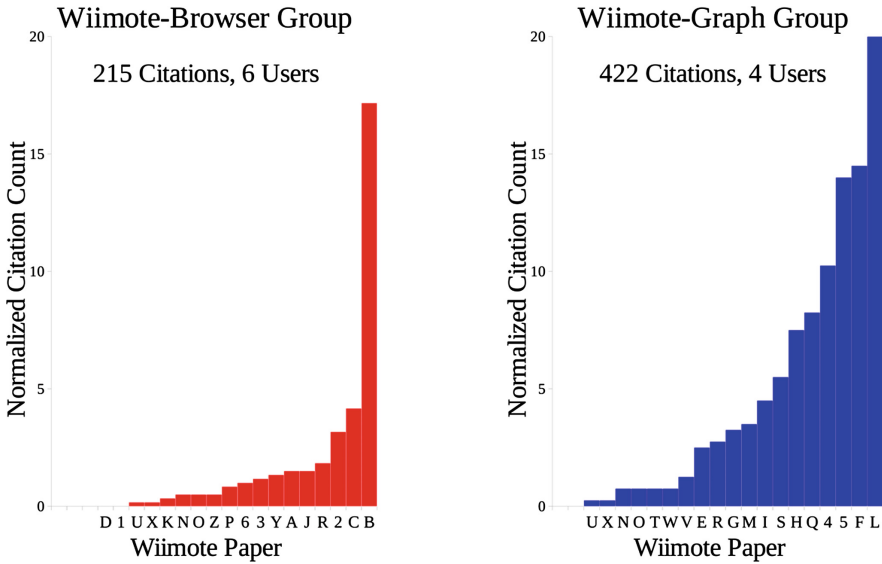 Wiimote-Browser Group
215 Citations, 6 Users
Normalized Citation Count
20
15
10
5
0
D 1 U X K N O Z P 6 3 Y A J R 2 C B
Wiimote Paper
Wiimote-Graph Group
422 Citations, 4 Users
Normalized Citation Count
20
15
10
5
0
U X N O T W V E R G M I S H Q 4 5 F L
Wiimote Paper